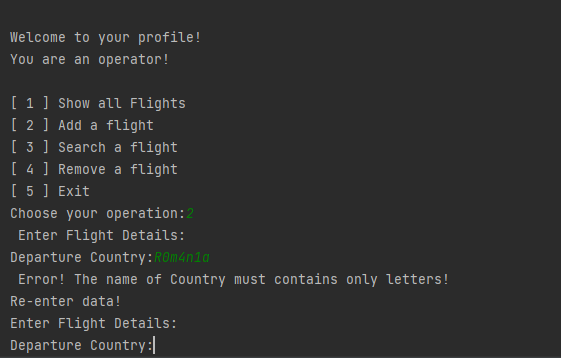 Welcome to your profile!
You are an operator!
[ 1 ] Show all Flights
[ 2 ] Add a flight
[ 3 ] Search a flight
[ 4 ] Remove a flight
[ 5 ] Exit
Choose your operation:2
Enter Flight Details:
Departure Country:R0m4n1a
Error! The name of Country must contains only letters!
Re-enter data!
Enter Flight Details:
Departure Country: